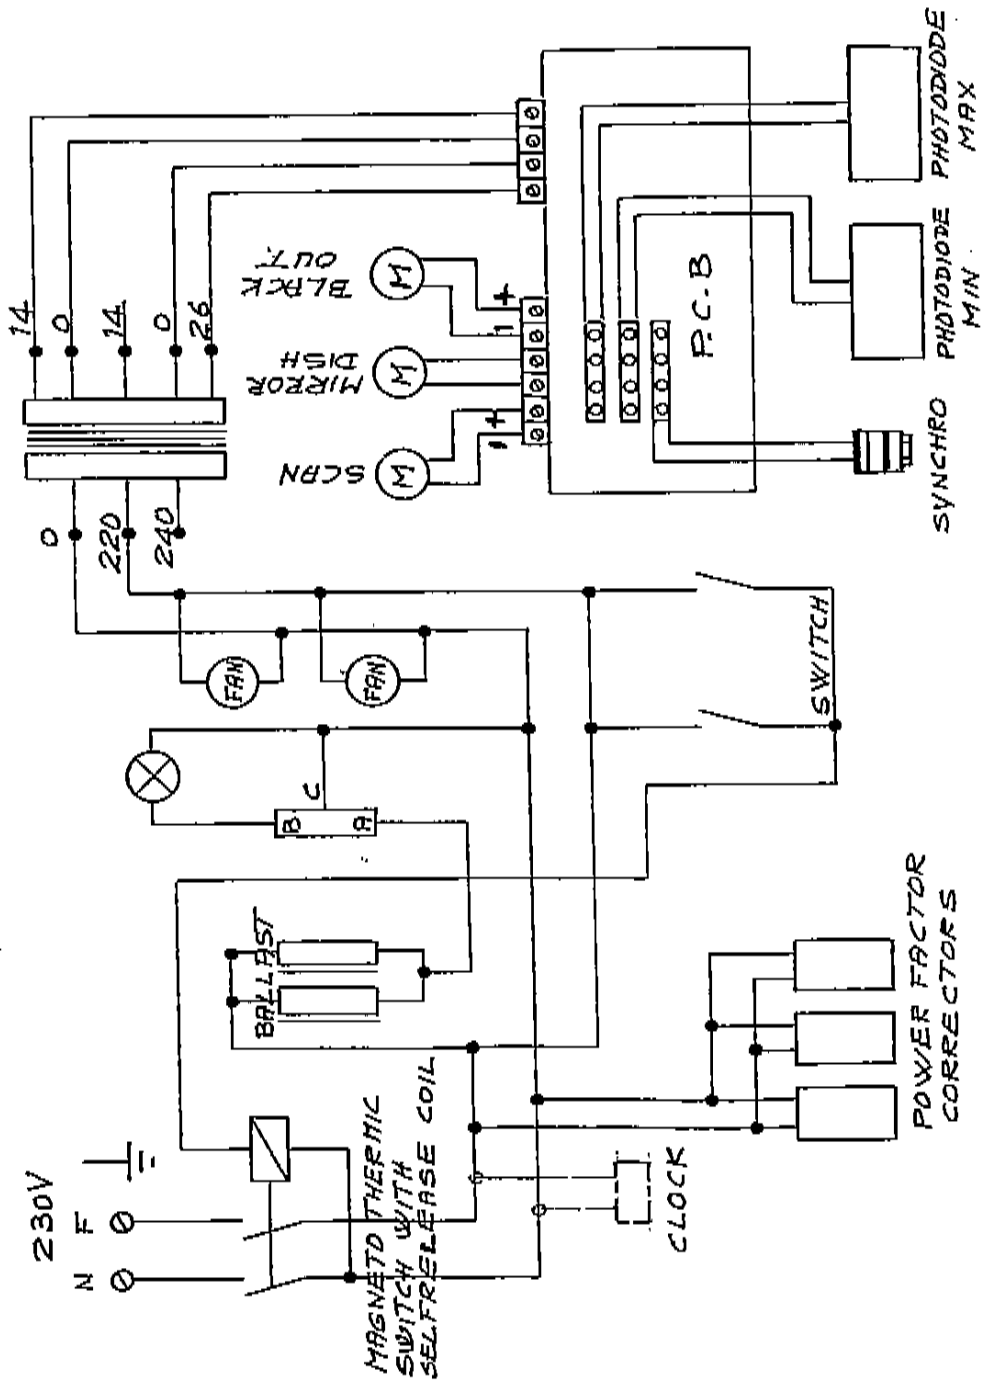 230V
N
F
MAGNETO THERMIC
SWITCH WITH
SELFRELEASE COIL
CLOCK
BALLAST
POWER FACTOR
CORRECTORS
B
C
A
FAN
FAN
SWITCH
0
220
240
14
0
14
0
26
SCAN
M
MIRROR
DISH
M
BLACK
OUT
M
- +
- +
P.C.B
SYNCHRO
PHOTODIODE
MIN
PHOTODIODE
MAX